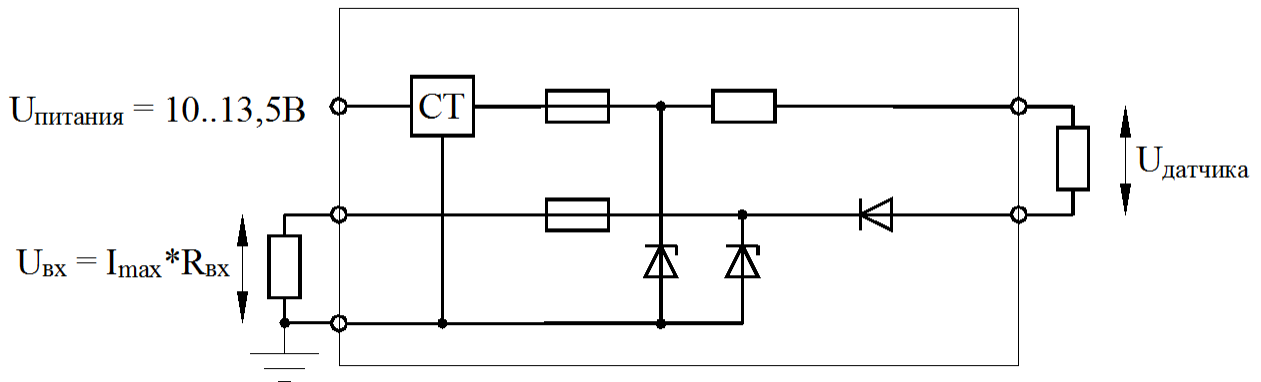 Uпитания = 10..13,5В
СТ
Uдатчика
Uвх = Imax*Rвх